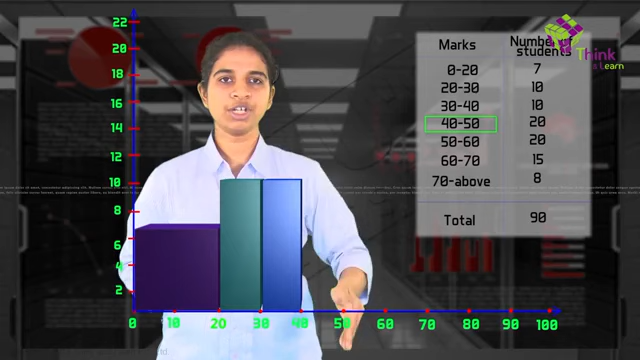 22
20
18
16
14
12
10
8
6
4
2
0 10 20 30 40 50 60 70 80 90 100
Marks Number of students
0-20 7
20-30 10
30-40 10
40-50 20
50-60 20
60-70 15
70-above 8
Total 90
Think
& Learn